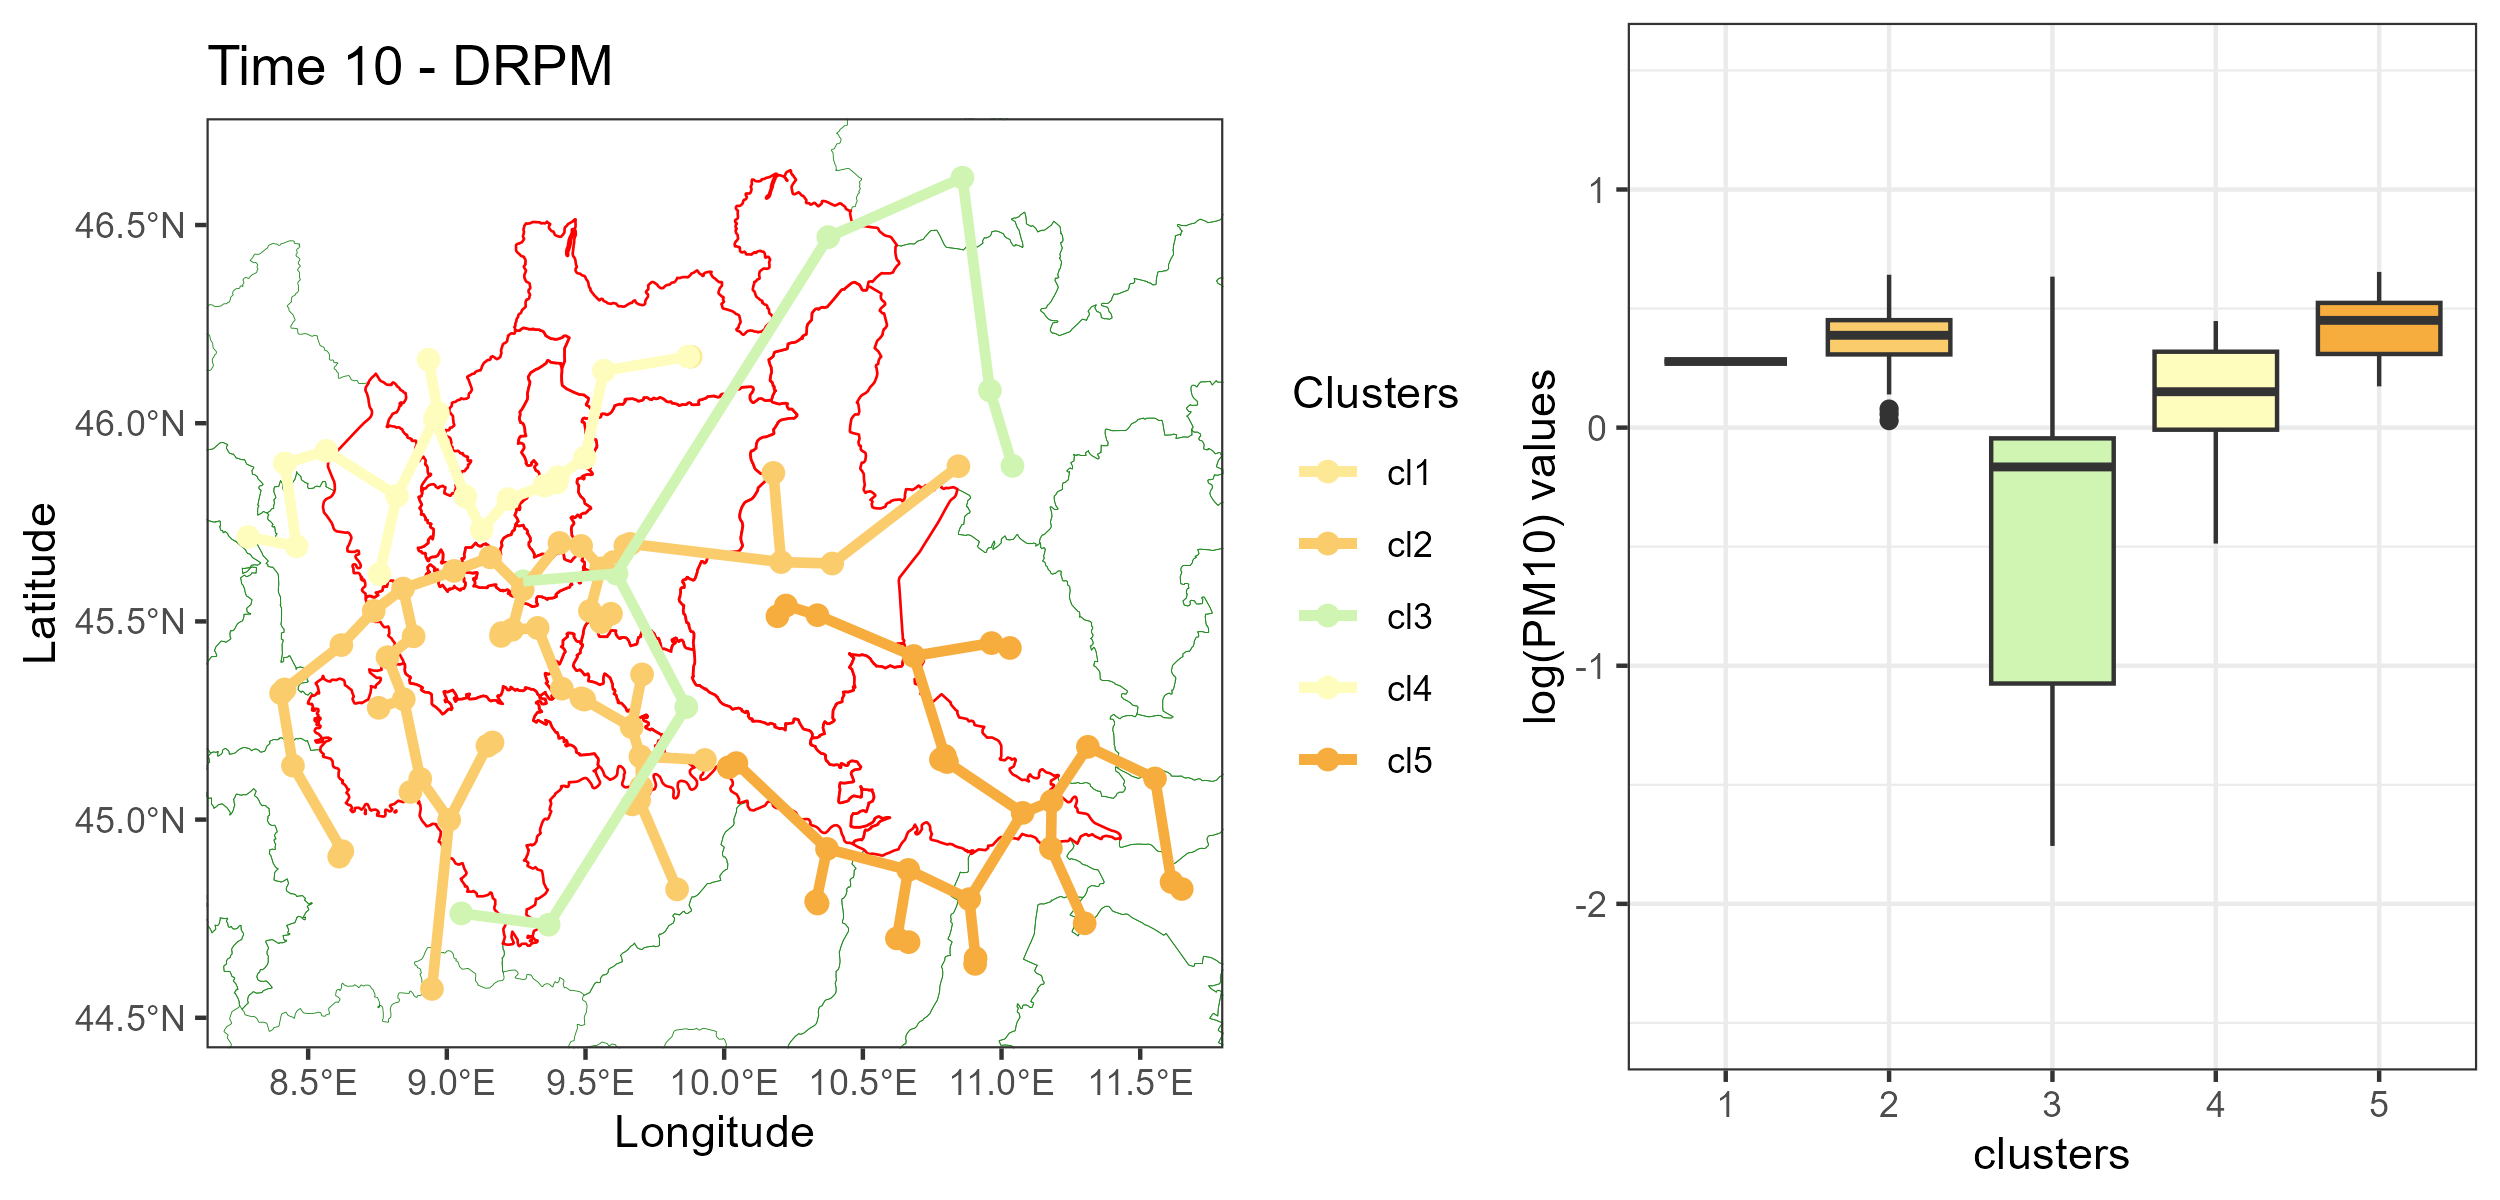 Time 10 - DRPM
46.5°N
46.0°N
45.5°N
45.0°N
44.5°N
Latitude
8.5°E 9.0°E 9.5°E 10.0°E 10.5°E 11.0°E 11.5°E
Longitude
Clusters
cl1
cl2
cl3
cl4
cl5
log(PM10) values
1
0
-1
-2
1 2 3 4 5
clusters